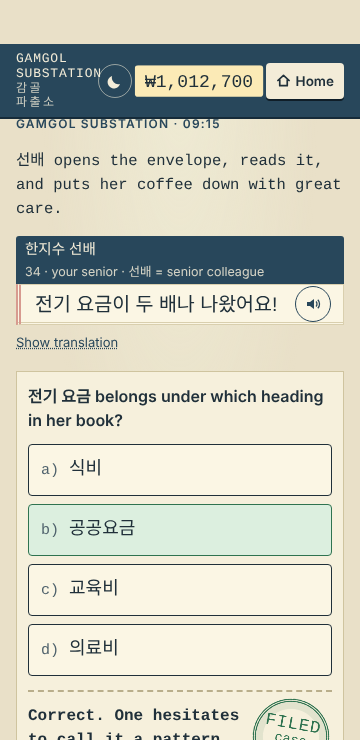 GAMGOL
SUBSTATION
감골
파출소
₩1,012,700
Home
GAMGOL SUBSTATION · 09:15
선배 opens the envelope, reads it,
and puts her coffee down with great
care.
한지수 선배
34 · your senior · 선배 = senior colleague
전기 요금이 두 배나 나왔어요!
Show translation
전기 요금 belongs under which heading
in her book?
a) 식비
b) 공공요금
c) 교육비
d) 의료비
Correct. One hesitates
to call it a pattern
FILED
case